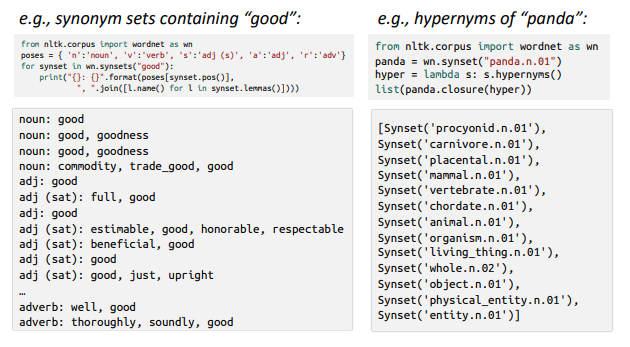 e.g., synonym sets containing “good”:
from nltk.corpus import wordnet as wn
poses = { 'n':'noun', 'v':'verb', 's':'adj (s)', 'a':'adj', 'r':'adv'}
for synset in wn.synsets("good"):
    print("{}: {}".format(poses[synset.pos()],
            ", ".join([l.name() for l in synset.lemmas()])))
noun: good
noun: good, goodness
noun: good, goodness
noun: commodity, trade_good, good
adj: good
adj (sat): full, good
adj: good
adj (sat): estimable, good, honorable, respectable
adj (sat): beneficial, good
adj (sat): good
adj (sat): good, just, upright
…
adverb: well, good
adverb: thoroughly, soundly, good
e.g., hypernyms of “panda”:
from nltk.corpus import wordnet as wn
panda = wn.synset("panda.n.01")
hyper = lambda s: s.hypernyms()
list(panda.closure(hyper))
[Synset('procyonid.n.01'),
Synset('carnivore.n.01'),
Synset('placental.n.01'),
Synset('mammal.n.01'),
Synset('vertebrate.n.01'),
Synset('chordate.n.01'),
Synset('animal.n.01'),
Synset('organism.n.01'),
Synset('living_thing.n.01'),
Synset('whole.n.02'),
Synset('object.n.01'),
Synset('physical_entity.n.01'),
Synset('entity.n.01')]